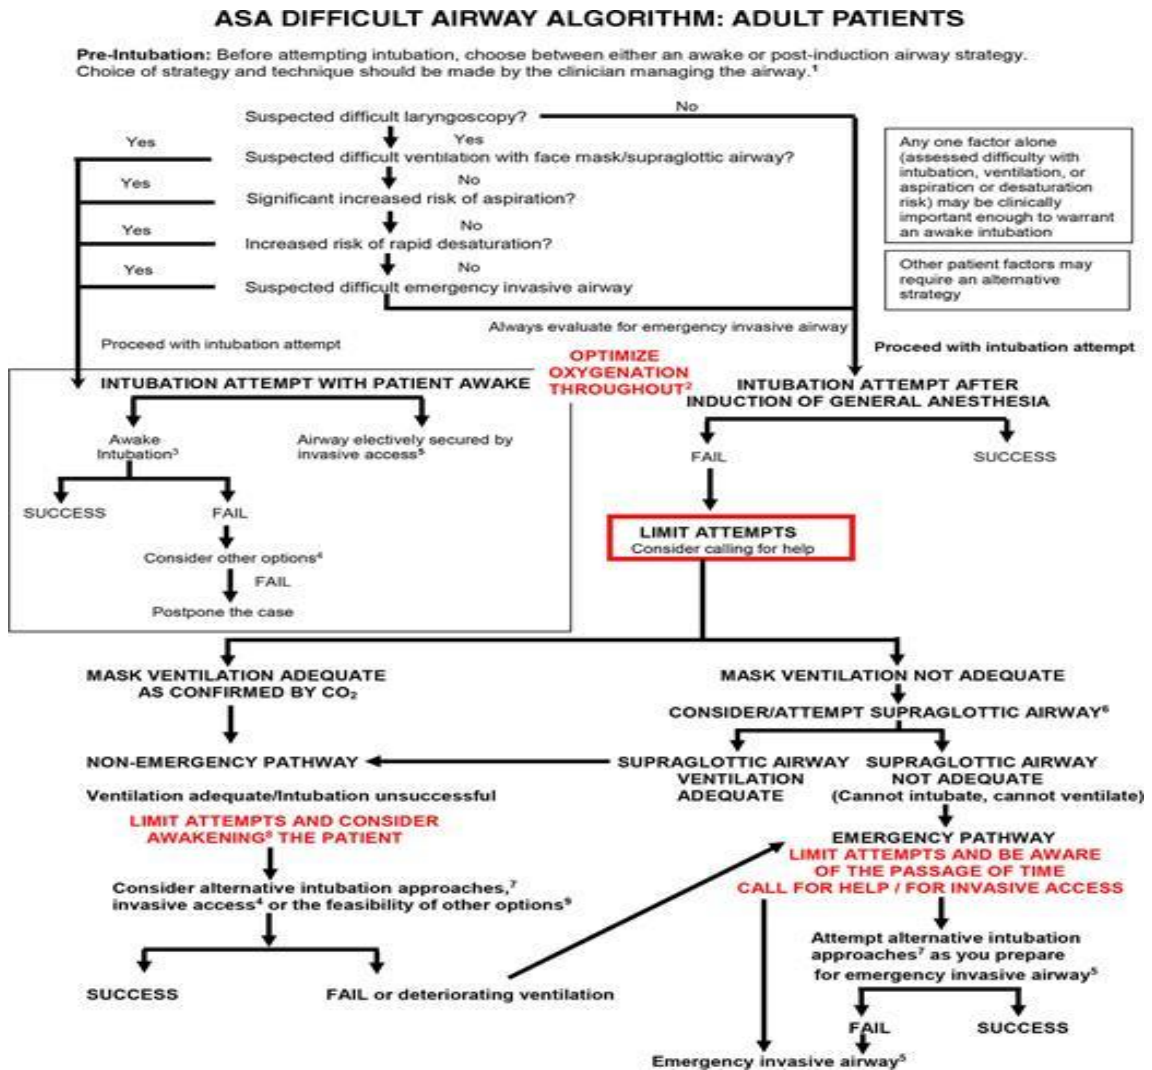 ASA DIFFICULT AIRWAY ALGORITHM: ADULT PATIENTS
Pre-Intubation: Before attempting intubation, choose between either an awake or post-induction airway strategy.
Choice of strategy and technique should be made by the clinician managing the airway.¹
No
Suspected difficult laryngoscopy?
Yes
Yes
Suspected difficult ventilation with face mask/supraglottic airway?
Yes
No
Significant increased risk of aspiration?
Yes
No
Increased risk of rapid desaturation?
Yes
No
Suspected difficult emergency invasive airway
Any one factor alone
(assessed difficulty with
intubation, ventilation, or
aspiration or desaturation
risk) may be clinically
important enough to warrant
an awake intubation
Other patient factors may
require an alternative
strategy
Always evaluate for emergency invasive airway
Proceed with intubation attempt
Proceed with intubation attempt
OPTIMIZE
OXYGENATION
THROUGHOUT²
INTUBATION ATTEMPT WITH PATIENT AWAKE
INTUBATION ATTEMPT AFTER
INDUCTION OF GENERAL ANESTHESIA
Awake
Intubation³
Airway electively secured by
invasive access⁵
FAIL
SUCCESS
SUCCESS
FAIL
LIMIT ATTEMPTS
Consider calling for help
Consider other options⁴
FAIL
Postpone the case
MASK VENTILATION ADEQUATE
AS CONFIRMED BY CO₂
MASK VENTILATION NOT ADEQUATE
CONSIDER/ATTEMPT SUPRAGLOTTIC AIRWAY⁶
NON-EMERGENCY PATHWAY
SUPRAGLOTTIC AIRWAY
VENTILATION
ADEQUATE
SUPRAGLOTTIC AIRWAY
NOT ADEQUATE
(Cannot intubate, cannot ventilate)
Ventilation adequate/Intubation unsuccessful
LIMIT ATTEMPTS AND CONSIDER
AWAKENING⁸ THE PATIENT
EMERGENCY PATHWAY
LIMIT ATTEMPTS AND BE AWARE
OF THE PASSAGE OF TIME
CALL FOR HELP / FOR INVASIVE ACCESS
Consider alternative intubation approaches,⁷
invasive access⁴ or the feasibility of other options⁹
Attempt alternative intubation
approaches⁷ as you prepare
for emergency invasive airway⁵
SUCCESS
FAIL or deteriorating ventilation
FAIL
SUCCESS
Emergency invasive airway⁵